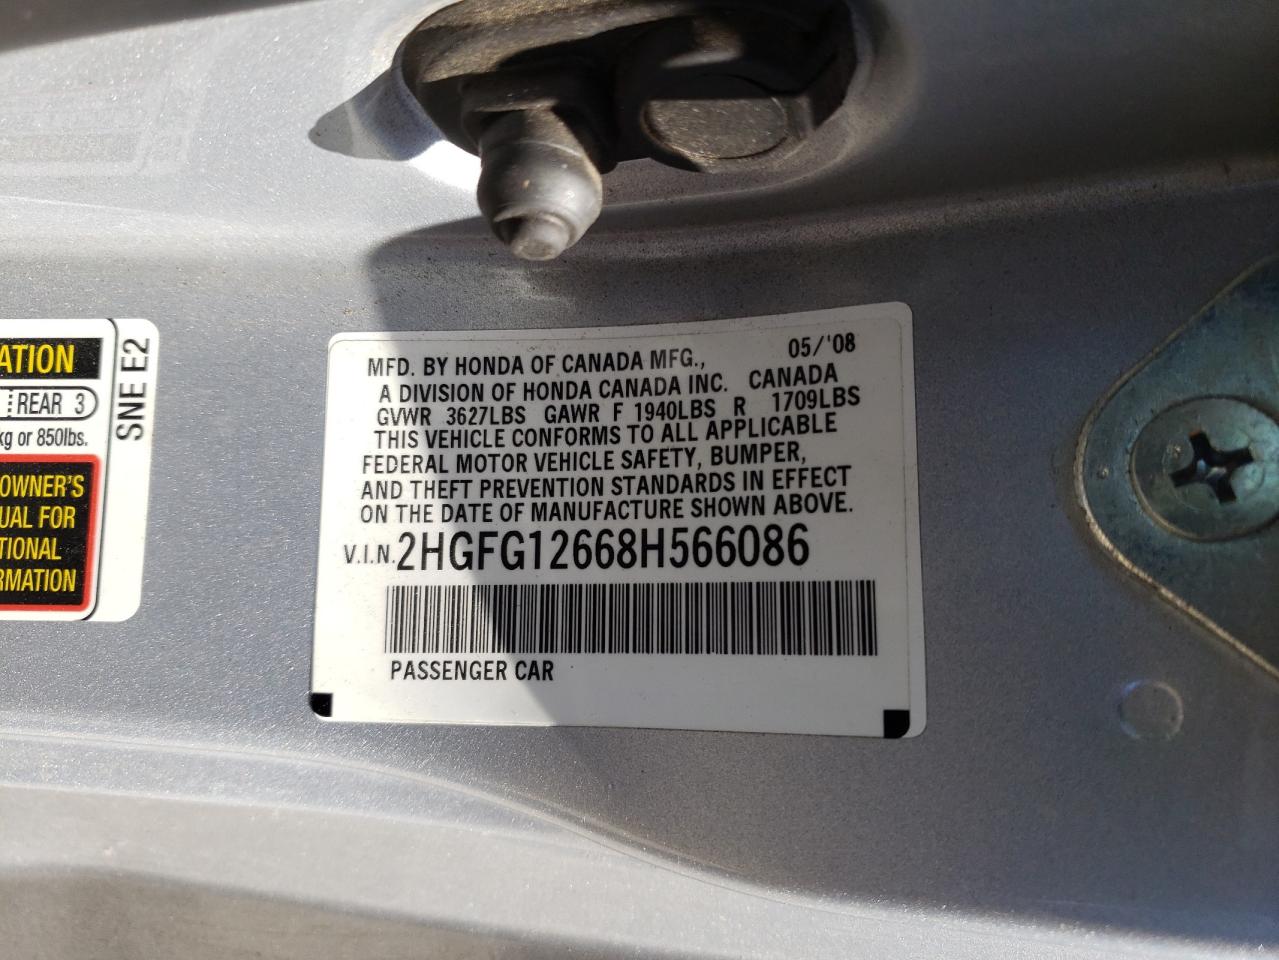 ATION
REAR 3
kg or 850lbs.
OWNER'S
UAL FOR
TIONAL
RMATION
SNE E2
MFD. BY HONDA OF CANADA MFG., 05/'08
A DIVISION OF HONDA CANADA INC. CANADA
GVWR 3627LBS GAWR F 1940LBS R 1709LBS
THIS VEHICLE CONFORMS TO ALL APPLICABLE
FEDERAL MOTOR VEHICLE SAFETY, BUMPER,
AND THEFT PREVENTION STANDARDS IN EFFECT
ON THE DATE OF MANUFACTURE SHOWN ABOVE.
V.I.N. 2HGFG12668H566086
PASSENGER CAR